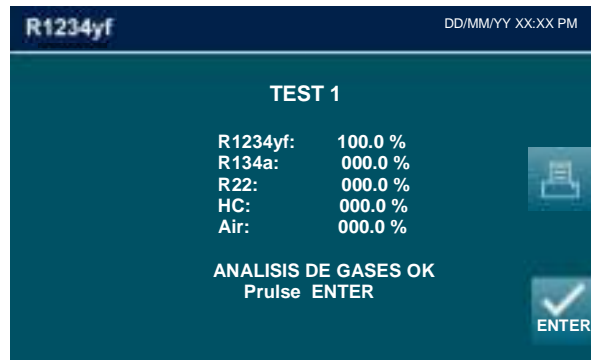 R1234yf
DD/MM/YY XX:XX PM
TEST 1
R1234yf: 100.0 %
R134a: 000.0 %
R22: 000.0 %
HC: 000.0 %
Air: 000.0 %
ANALISIS DE GASES OK
Prulse ENTER
ENTER